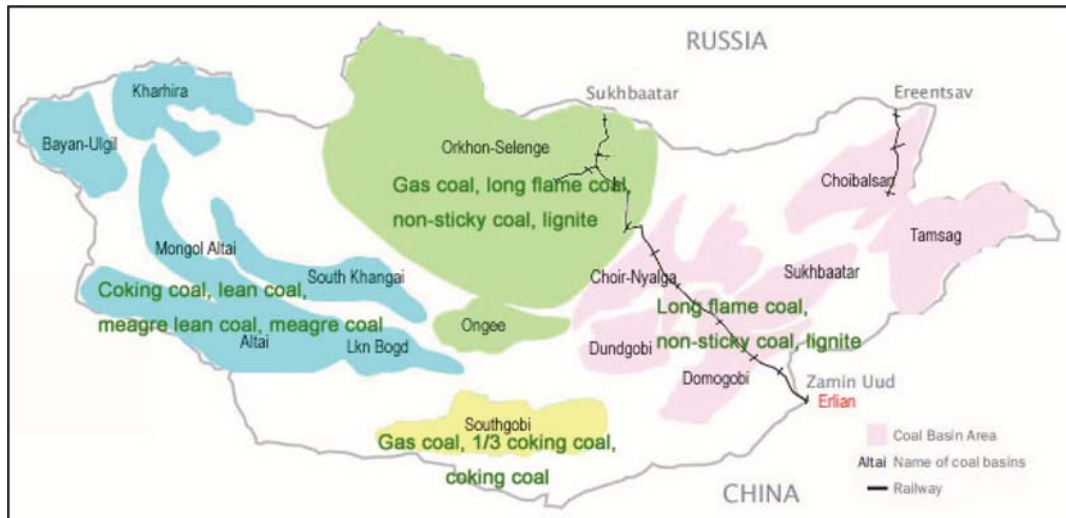 RUSSIA
Kharhira
Sukhbaatar
Ereentsav
Bayan-Ulgil
Orkhon-Selenge
Gas coal, long flame coal,
non-sticky coal, lignite
Choibalsan
Tamsag
Mongol Altai
South Khangai
Choir-Nyalga
Sukhbaatar
Coking coal, lean coal,
meagre lean coal, meagre coal
Altai
Lkn Bogd
Ongee
Long flame coal,
non-sticky coal, lignite
Dundgobi
Domogobi
Zamin Uud
Erlian
Southgobi
Gas coal, 1/3 coking coal,
coking coal
CHINA
Coal Basin Area
Altai Name of coal basins
Railway